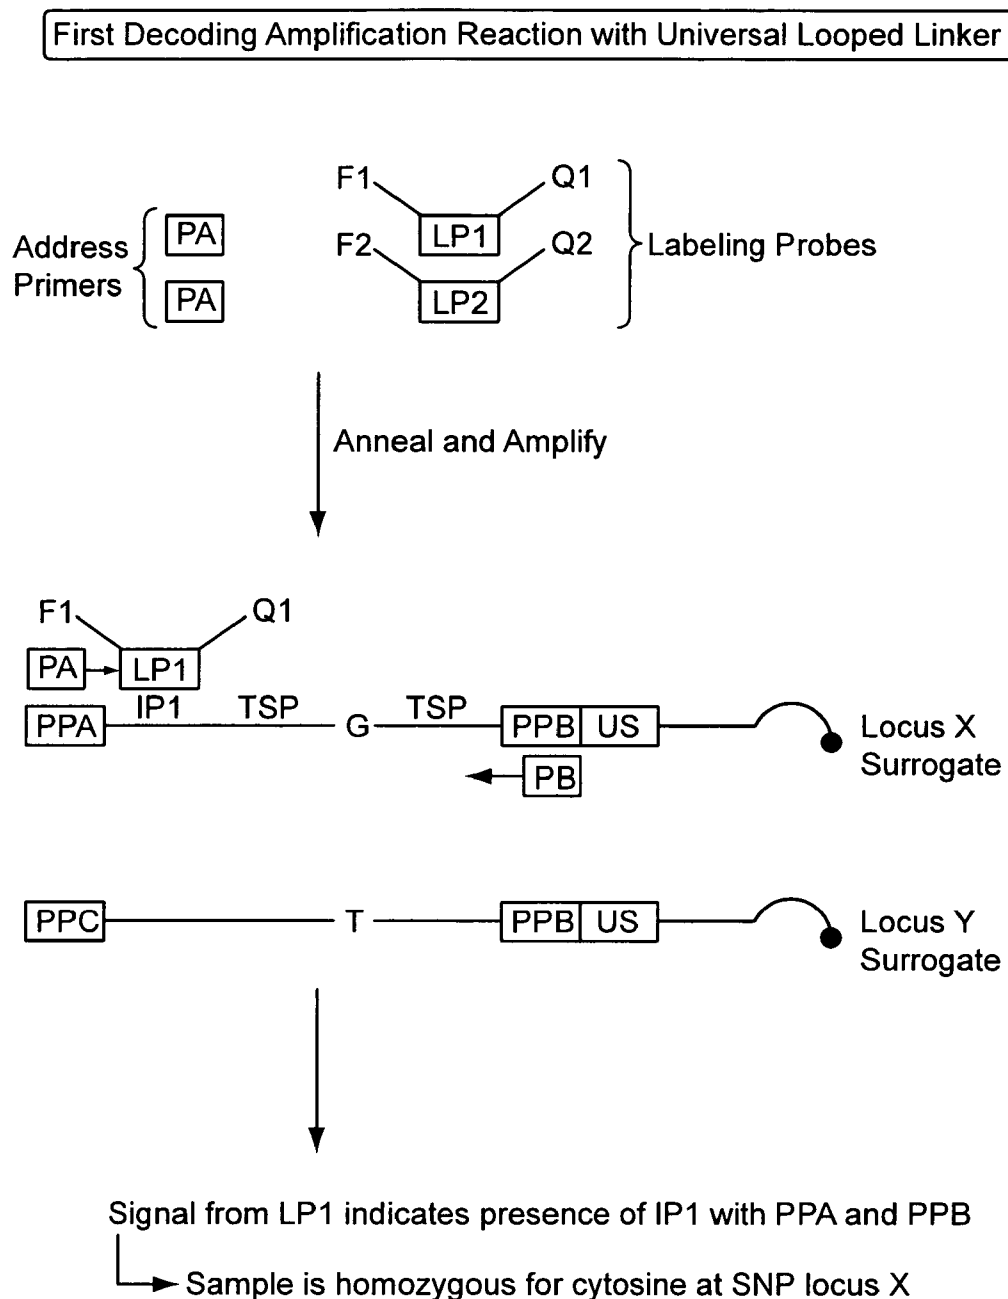 First Decoding Amplification Reaction with Universal Looped Linker
Address
Primers
PA
PA
F1
Q1
LP1
F2
Q2
LP2
Labeling Probes
Anneal and Amplify
F1
Q1
PA
LP1
IP1
TSP
TSP
PPA
G
PPB
US
PB
Locus X
Surrogate
PPC
T
PPB
US
Locus Y
Surrogate
Signal from LP1 indicates presence of IP1 with PPA and PPB
Sample is homozygous for cytosine at SNP locus X